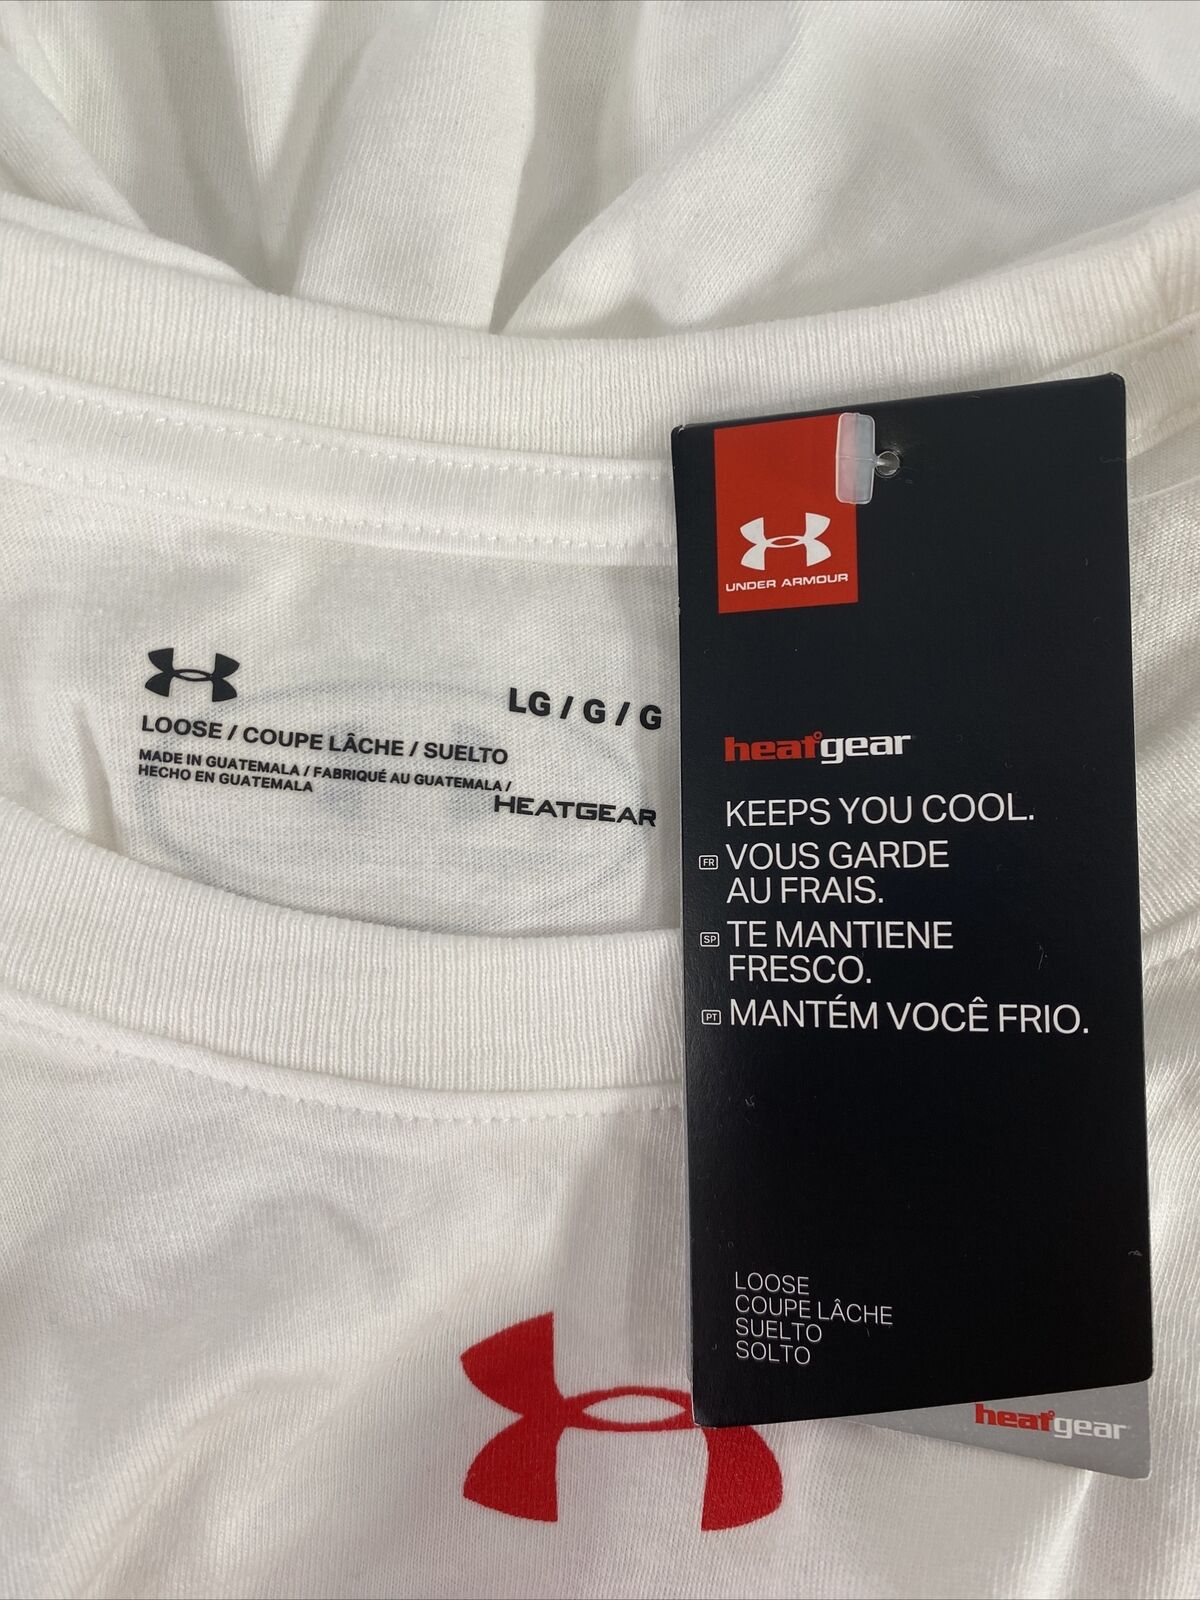 LG / G / G
LOOSE / COUPE LÂCHE / SUELTO
MADE IN GUATEMALA / FABRIQUÉ AU GUATEMALA /
HECHO EN GUATEMALA
HEATGEAR
UNDER ARMOUR
heatgear
KEEPS YOU COOL.
FR VOUS GARDE
AU FRAIS.
SP TE MANTIENE
FRESCO.
PT MANTÉM VOCÊ FRIO.
LOOSE
COUPE LÂCHE
SUELTO
SOLTO
heatgear